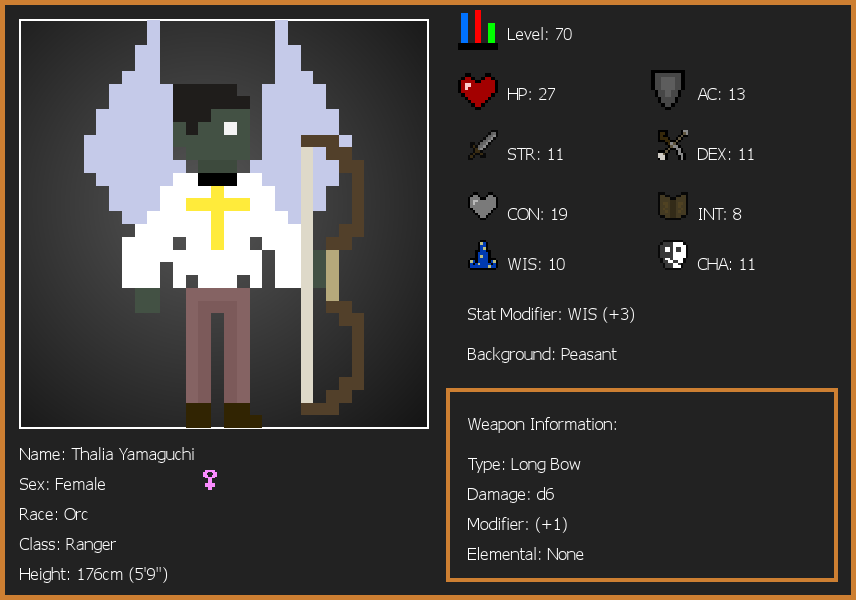 Level: 70
HP: 27
AC: 13
STR: 11
DEX: 11
CON: 19
INT: 8
WIS: 10
CHA: 11
Stat Modifier: WIS (+3)
Background: Peasant
Weapon Information:
Type: Long Bow
Damage: d6
Modifier: (+1)
Elemental: None
Name: Thalia Yamaguchi
Sex: Female
Race: Orc
Class: Ranger
Height: 176cm (5'9")